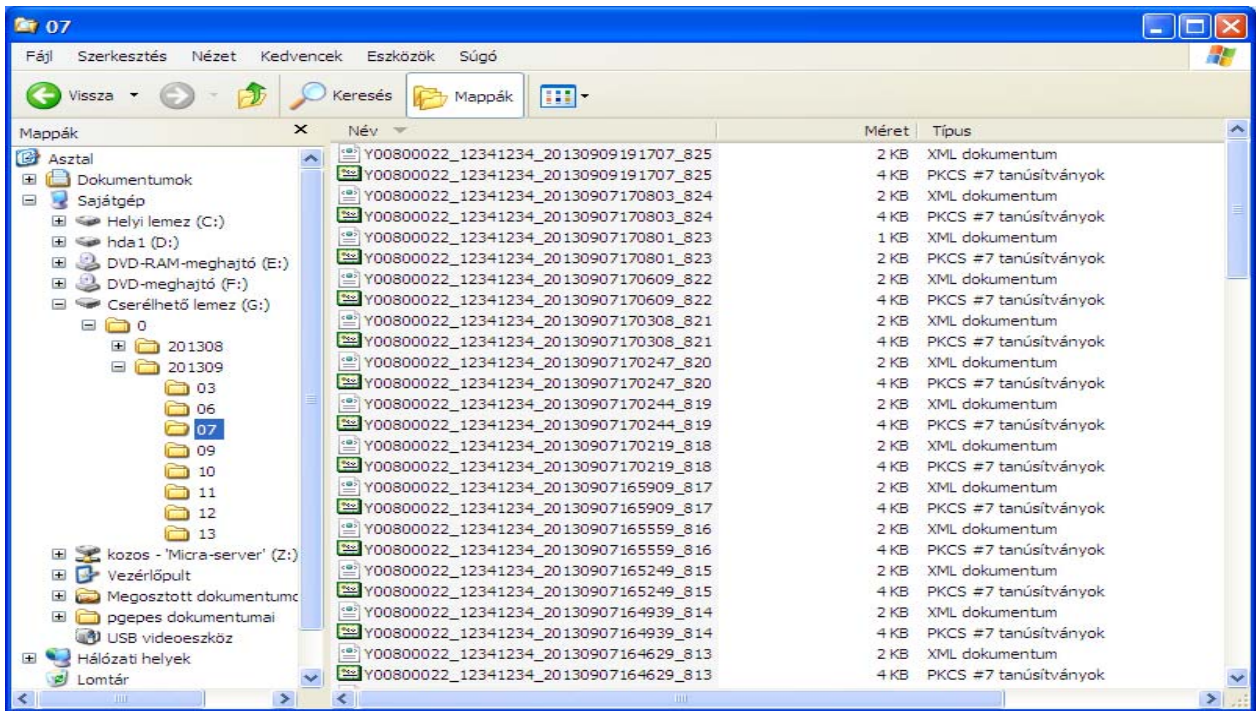 07
Fájl Szerkesztés Nézet Kedvencek Eszközök Súgó
Vissza Keresés Mappák
Mappák
Asztal
Dokumentumok
Sajátgép
Helyi lemez (C:)
hda1 (D:)
DVD-RAM-meghajtó (E:)
DVD-meghajtó (F:)
Cserélhető lemez (G:)
0
201308
201309
03
06
07
09
10
11
12
13
kozos - 'Micra-server' (Z:)
Vezérlőpult
Megosztott dokumentumo
pgepes dokumentumai
USB videoeszköz
Hálózati helyek
Lomtár
Név Méret Típus
Y00800022_12341234_20130909191707_825 2 KB XML dokumentum
Y00800022_12341234_20130909191707_825 4 KB PKCS #7 tanúsítványok
Y00800022_12341234_20130907170803_824 2 KB XML dokumentum
Y00800022_12341234_20130907170803_824 4 KB PKCS #7 tanúsítványok
Y00800022_12341234_20130907170801_823 1 KB XML dokumentum
Y00800022_12341234_20130907170801_823 2 KB PKCS #7 tanúsítványok
Y00800022_12341234_20130907170609_822 2 KB XML dokumentum
Y00800022_12341234_20130907170609_822 4 KB PKCS #7 tanúsítványok
Y00800022_12341234_20130907170308_821 2 KB XML dokumentum
Y00800022_12341234_20130907170308_821 4 KB PKCS #7 tanúsítványok
Y00800022_12341234_20130907170247_820 2 KB XML dokumentum
Y00800022_12341234_20130907170247_820 4 KB PKCS #7 tanúsítványok
Y00800022_12341234_20130907170244_819 2 KB XML dokumentum
Y00800022_12341234_20130907170244_819 4 KB PKCS #7 tanúsítványok
Y00800022_12341234_20130907170219_818 2 KB XML dokumentum
Y00800022_12341234_20130907170219_818 4 KB PKCS #7 tanúsítványok
Y00800022_12341234_20130907165909_817 2 KB XML dokumentum
Y00800022_12341234_20130907165909_817 4 KB PKCS #7 tanúsítványok
Y00800022_12341234_20130907165559_816 2 KB XML dokumentum
Y00800022_12341234_20130907165559_816 4 KB PKCS #7 tanúsítványok
Y00800022_12341234_20130907165249_815 2 KB XML dokumentum
Y00800022_12341234_20130907165249_815 4 KB PKCS #7 tanúsítványok
Y00800022_12341234_20130907164939_814 2 KB XML dokumentum
Y00800022_12341234_20130907164939_814 4 KB PKCS #7 tanúsítványok
Y00800022_12341234_20130907164629_813 2 KB XML dokumentum
Y00800022_12341234_20130907164629_813 4 KB PKCS #7 tanúsítványok